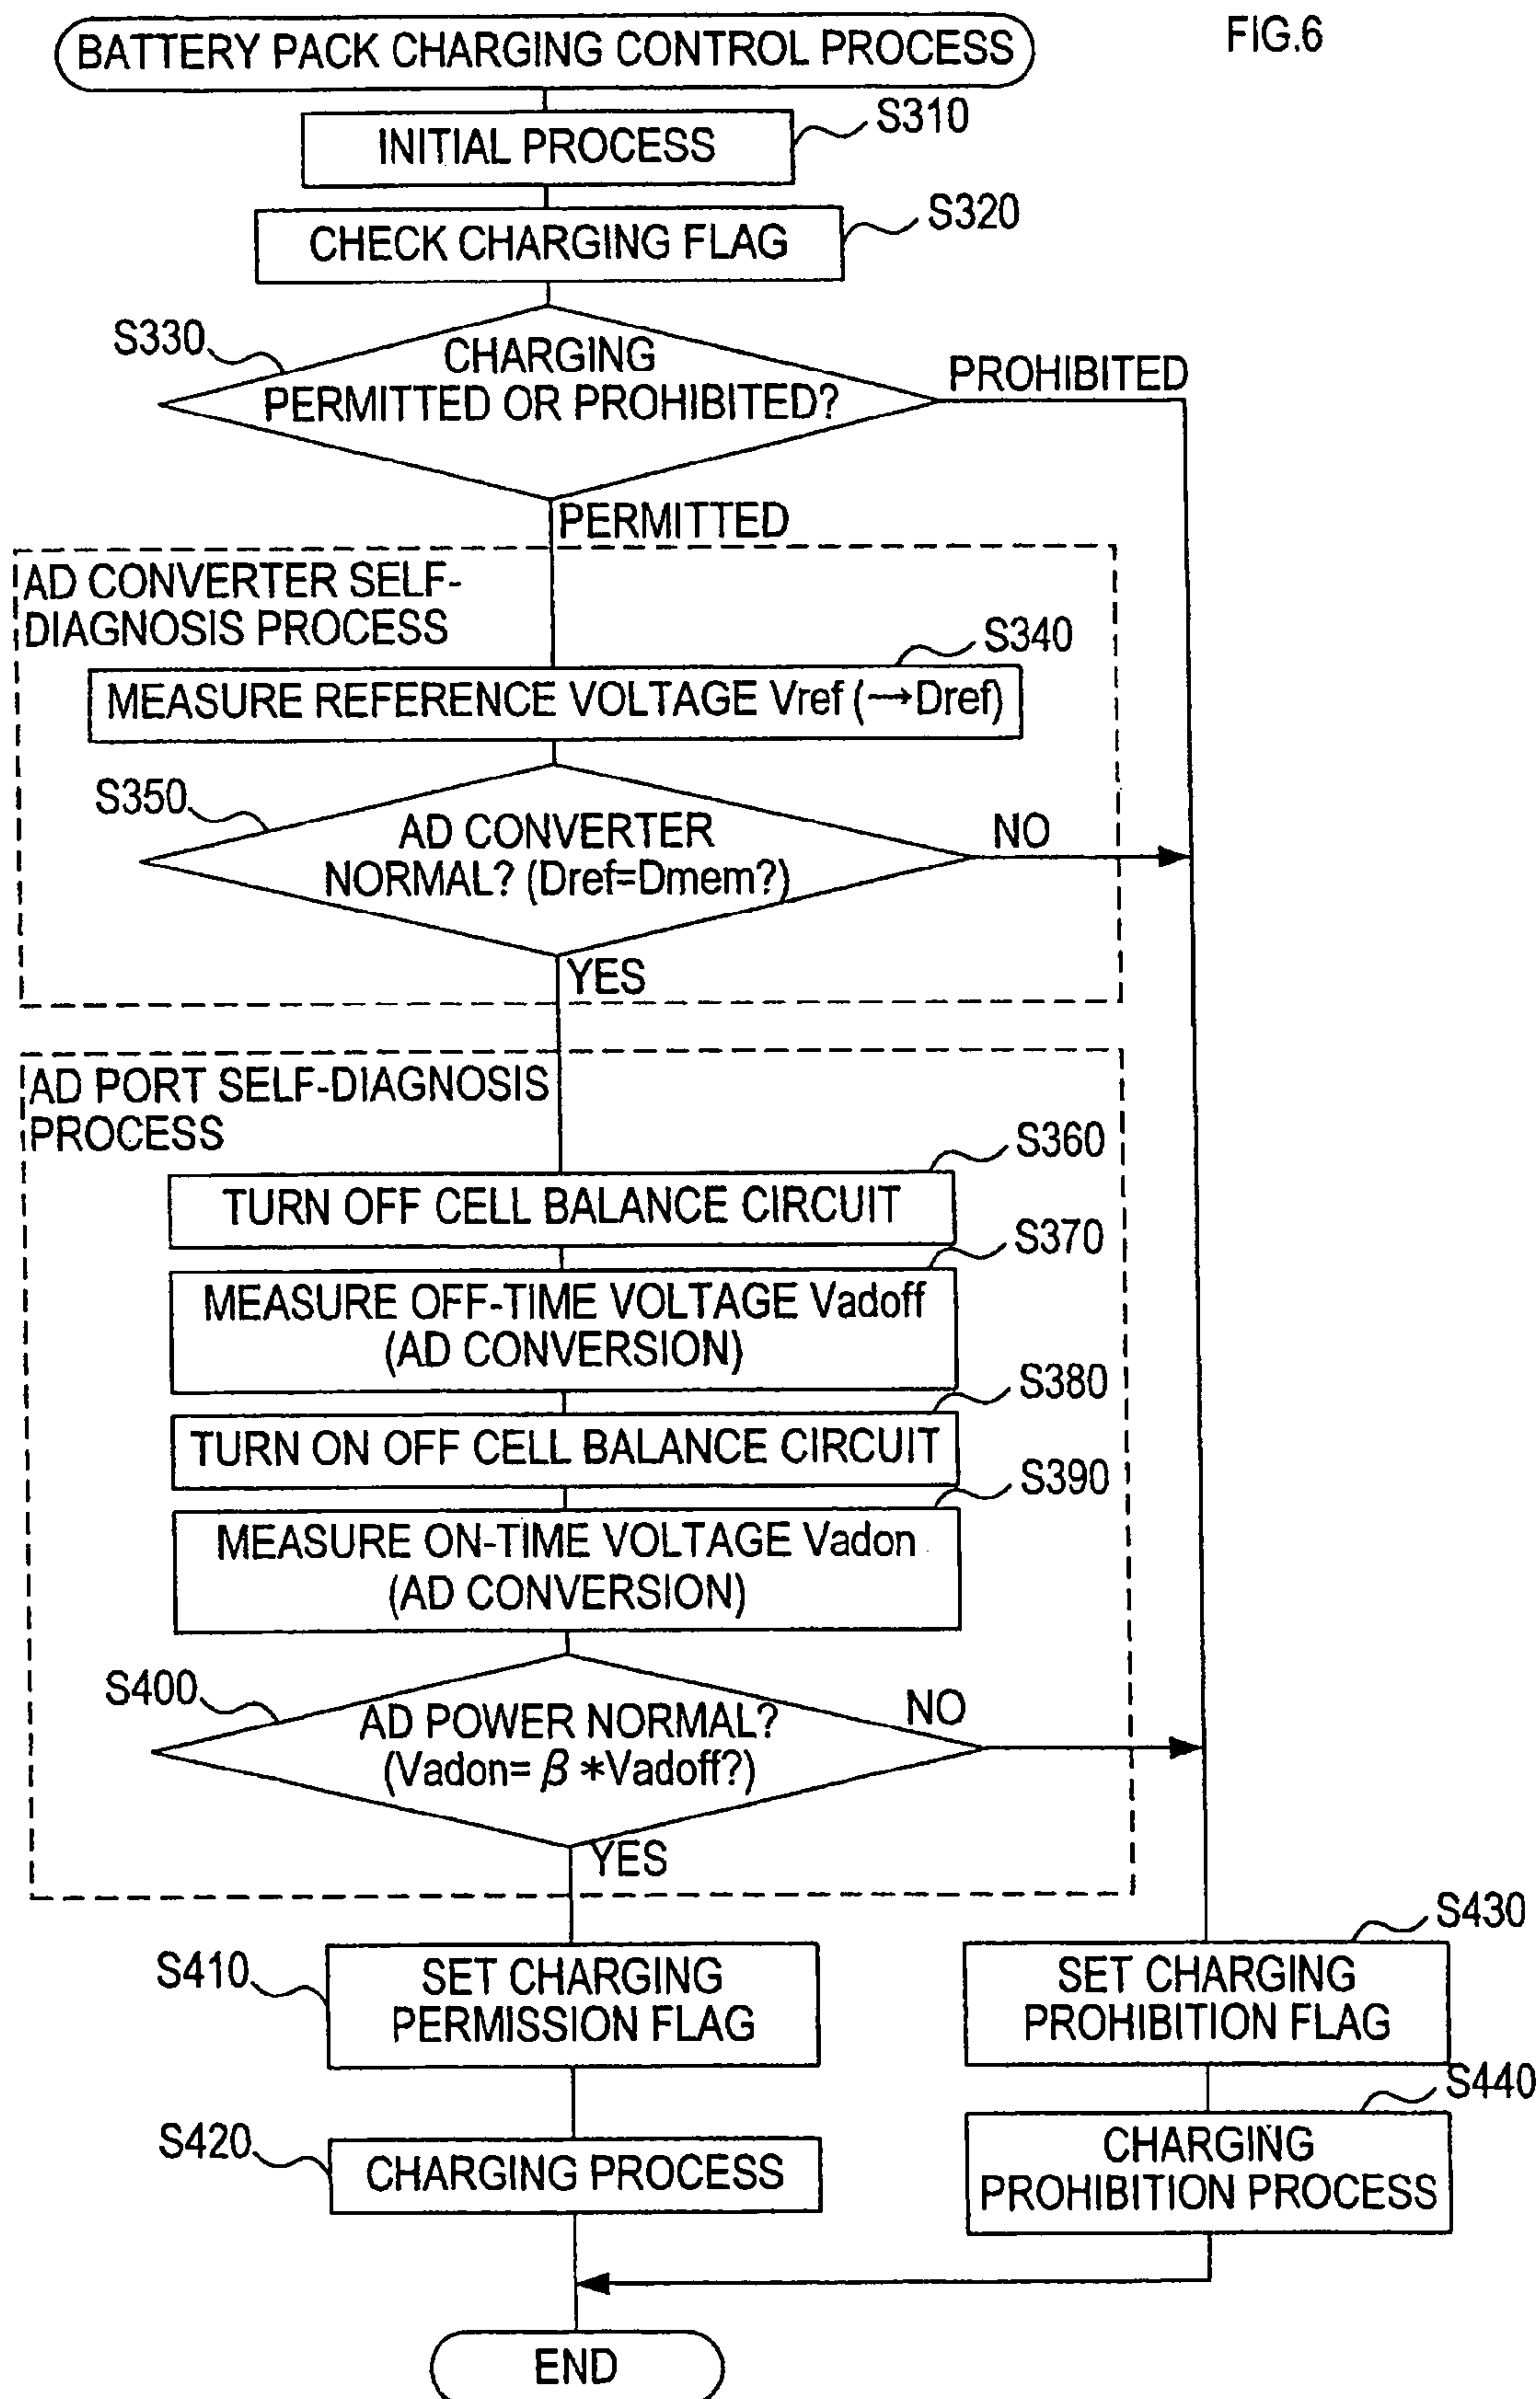 BATTERY PACK CHARGING CONTROL PROCESS
FIG.6
INITIAL PROCESS
S310
CHECK CHARGING FLAG
S320
S330
CHARGING
PERMITTED OR PROHIBITED?
PROHIBITED
PERMITTED
AD CONVERTER SELF-
DIAGNOSIS PROCESS
S340
MEASURE REFERENCE VOLTAGE Vref (→Dref)
S350
AD CONVERTER
NORMAL? (Dref=Dmem?)
NO
YES
AD PORT SELF-DIAGNOSIS
PROCESS
S360
TURN OFF CELL BALANCE CIRCUIT
S370
MEASURE OFF-TIME VOLTAGE Vadoff
(AD CONVERSION)
S380
TURN ON OFF CELL BALANCE CIRCUIT
S390
MEASURE ON-TIME VOLTAGE Vadon
(AD CONVERSION)
S400
AD POWER NORMAL?
(Vadon= β *Vadoff?)
NO
YES
S410
SET CHARGING
PERMISSION FLAG
S430
SET CHARGING
PROHIBITION FLAG
S420
CHARGING PROCESS
S440
CHARGING
PROHIBITION PROCESS
END